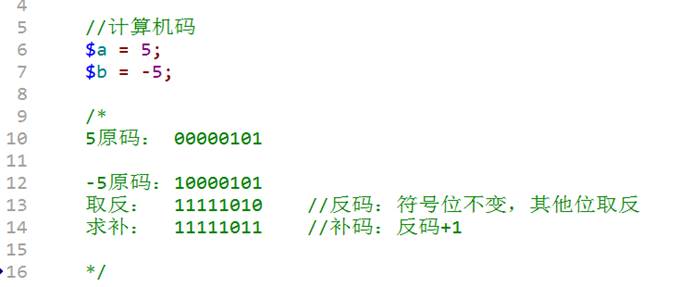 4
5 //计算机码
6 $a = 5;
7 $b = -5;
8
9 /*
10 5原码： 00000101
11
12 -5原码：10000101
13 取反： 11111010 //反码：符号位不变，其他位取反
14 求补： 11111011 //补码：反码+1
15
16 */